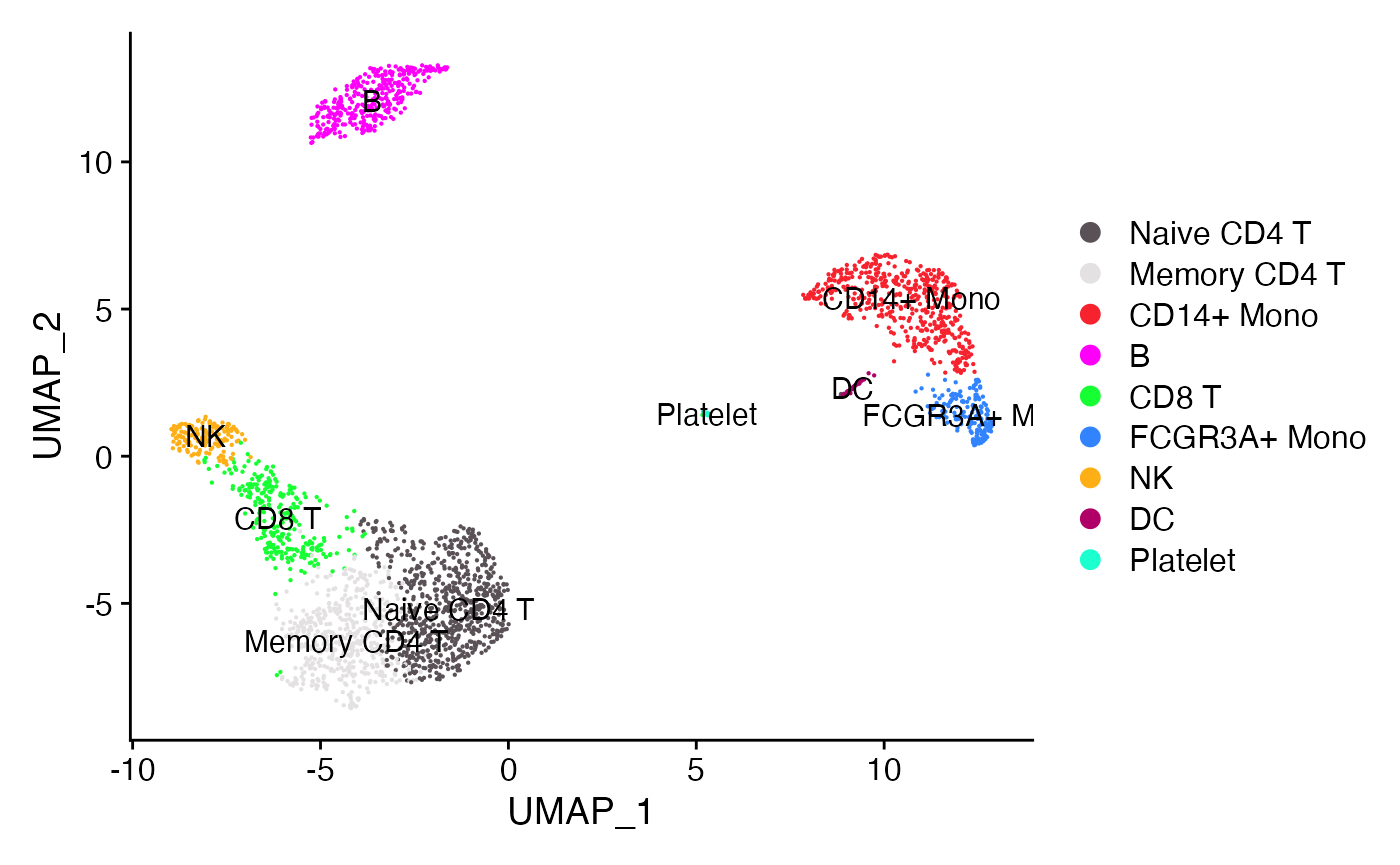 UMAP_2
10
5
0
-5
B
CD14+ Mono
DC
Platelet
FCGR3A+ M
NK
CD8 T
Naive CD4 T
Memory CD4 T
-10
-5
0
5
10
UMAP_1
Naive CD4 T
Memory CD4 T
CD14+ Mono
B
CD8 T
FCGR3A+ Mono
NK
DC
Platelet